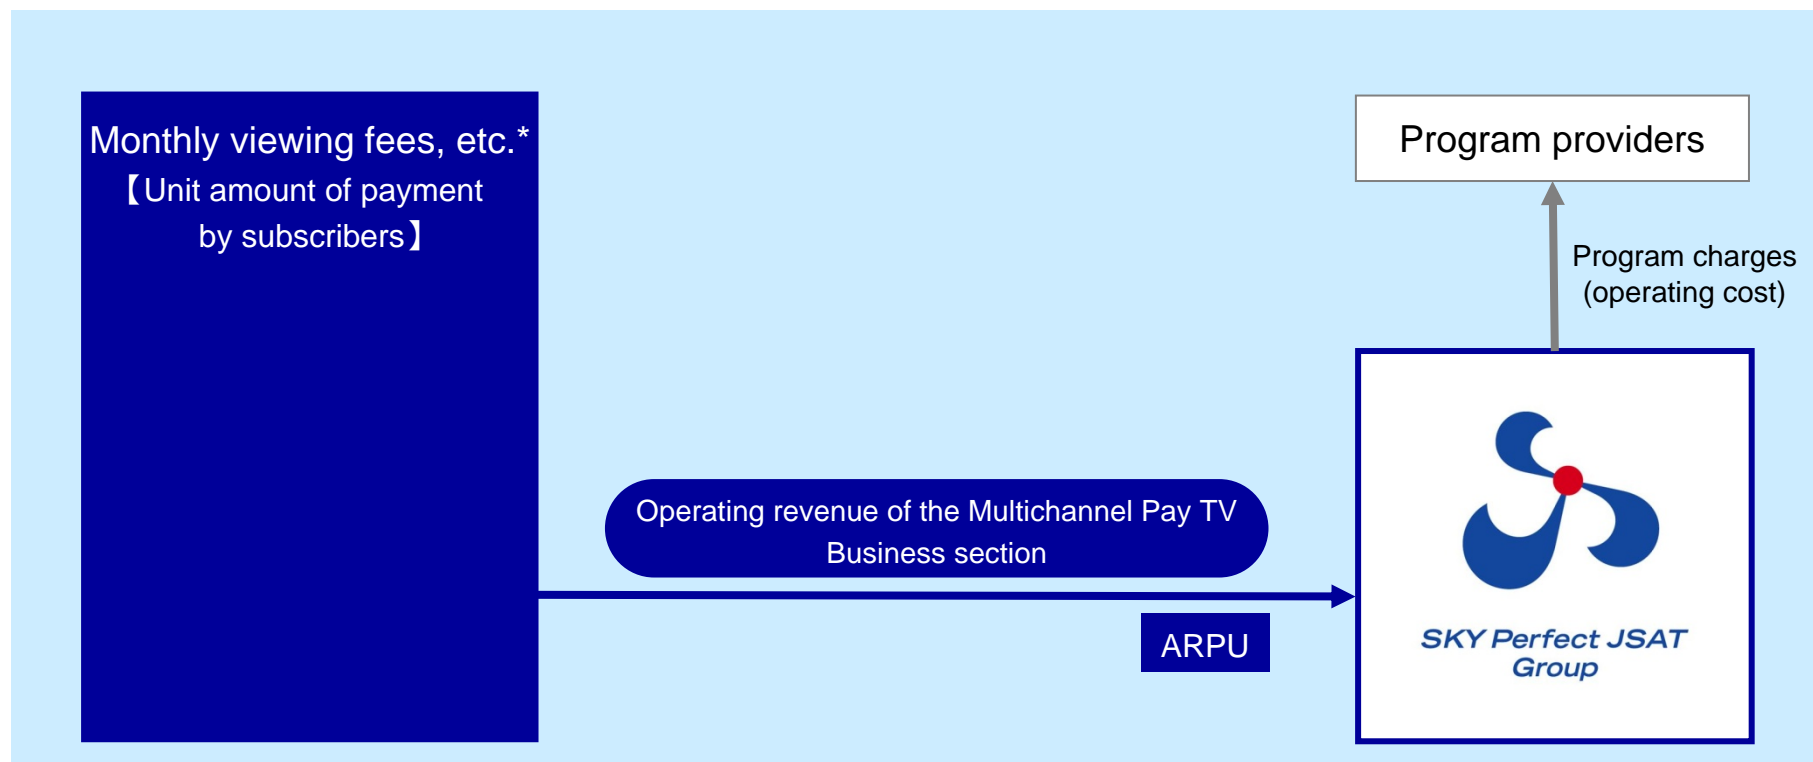 Monthly viewing fees, etc.*
【Unit amount of payment
by subscribers】
Program providers
Program charges
(operating cost)
Operating revenue of the Multichannel Pay TV
Business section
ARPU
SKY Perfect JSAT
Group